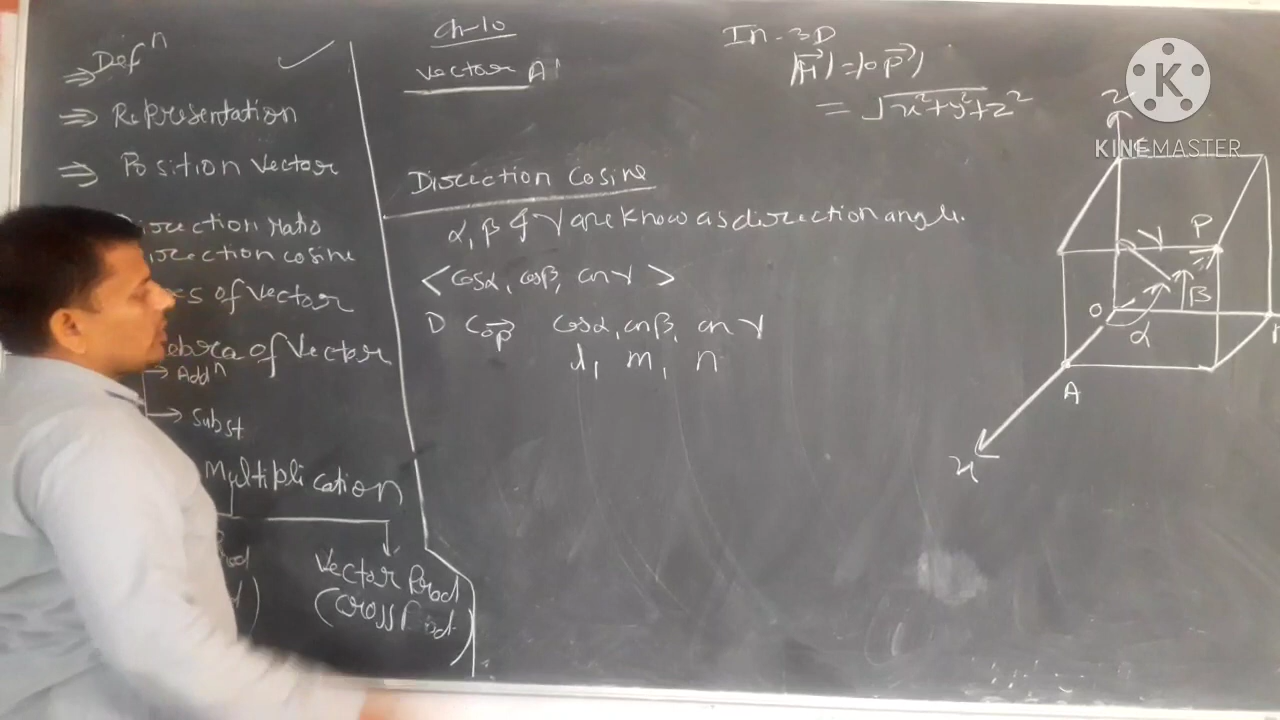 ⇒ Defⁿ
⇒ Representation
⇒ Position Vector
Direction ratio
Direction cosine
of Vector
of Vector
→ Addⁿ
→ Subst
Multiplication
Vector Prod
(Cross Prod)
Ch-10
Vector Al
In-3D
|r⃗| = |OP⃗|
= √x²+y²+z²
Direction Cosine
α, β & γ are know as direction angle.
< cosα, cosβ, cosγ >
D C OP⃗ cosα, cosβ, cosγ
l, m, n
z
C
P
γ
β
O
α
A
x
K
KINEMASTER